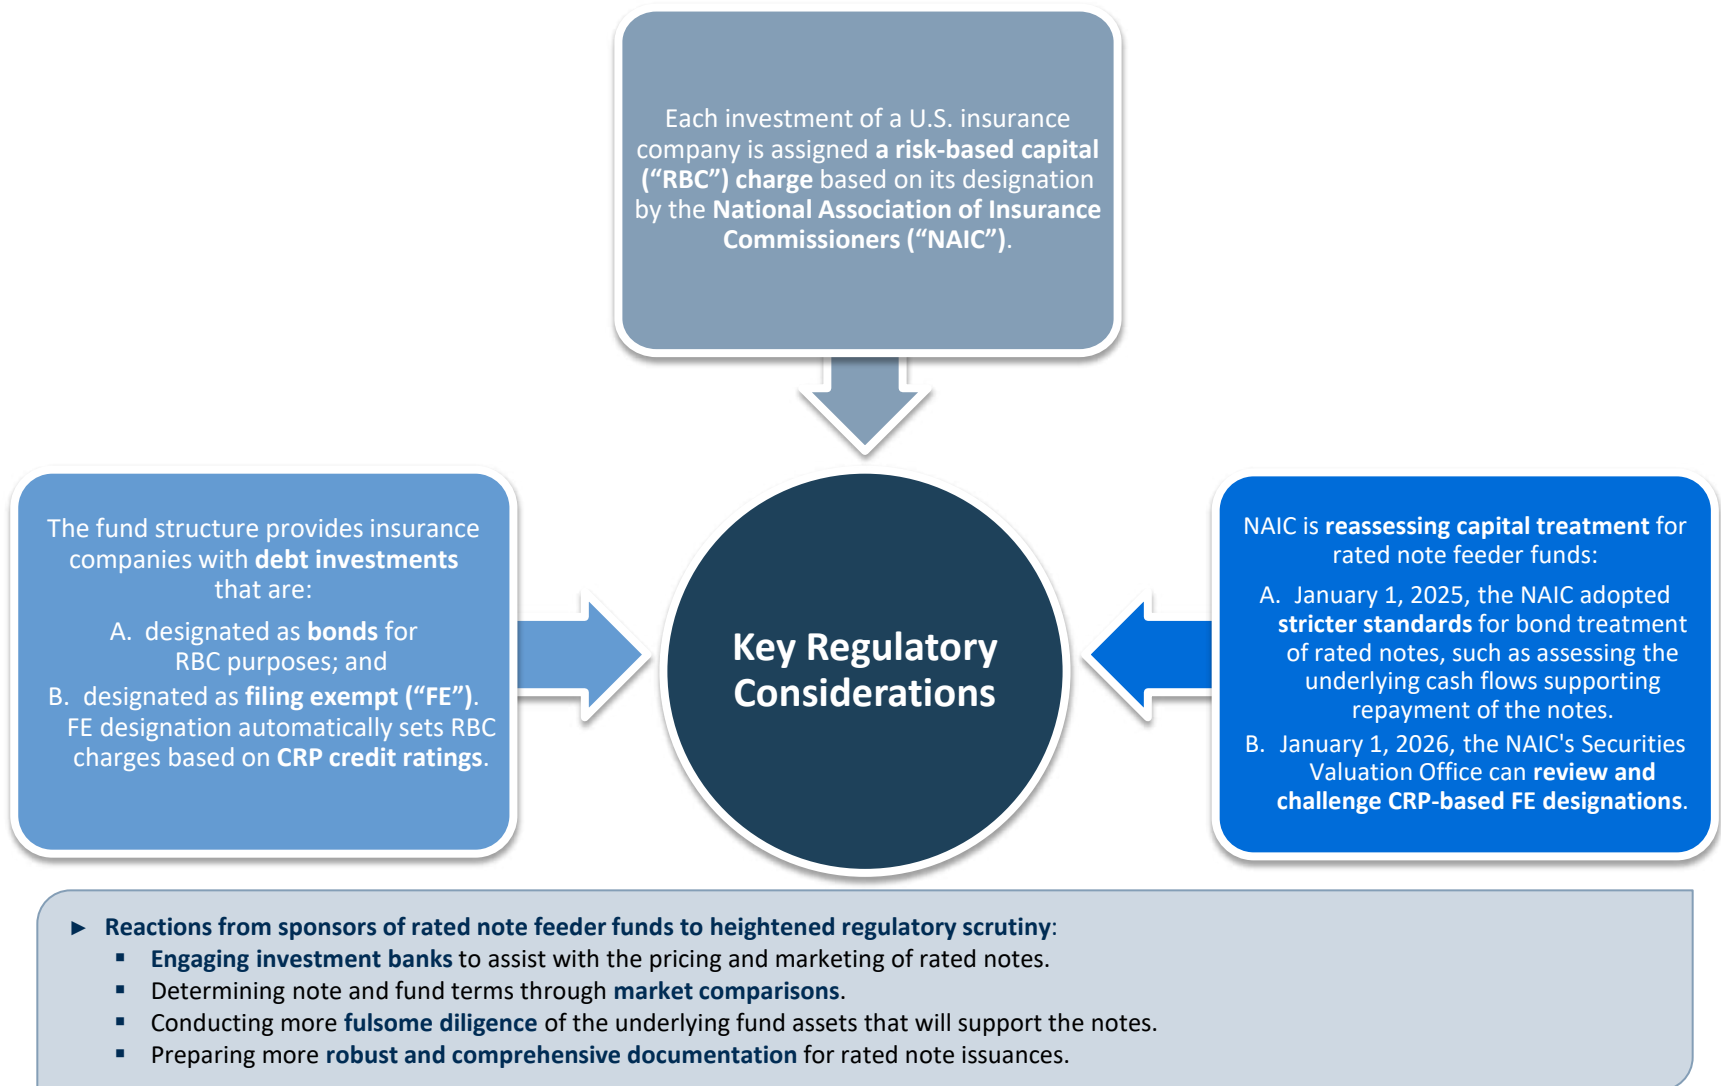 Each investment of a U.S. insurance
company is assigned a risk-based capital
(“RBC”) charge based on its designation
by the National Association of Insurance
Commissioners (“NAIC”).
The fund structure provides insurance
companies with debt investments
that are:
A. designated as bonds for
RBC purposes; and
B. designated as filing exempt (“FE”).
FE designation automatically sets RBC
charges based on CRP credit ratings.
Key Regulatory
Considerations
NAIC is reassessing capital treatment for
rated note feeder funds:
A. January 1, 2025, the NAIC adopted
stricter standards for bond treatment
of rated notes, such as assessing the
underlying cash flows supporting
repayment of the notes.
B. January 1, 2026, the NAIC's Securities
Valuation Office can review and
challenge CRP-based FE designations.
► Reactions from sponsors of rated note feeder funds to heightened regulatory scrutiny:
▪ Engaging investment banks to assist with the pricing and marketing of rated notes.
▪ Determining note and fund terms through market comparisons.
▪ Conducting more fulsome diligence of the underlying fund assets that will support the notes.
▪ Preparing more robust and comprehensive documentation for rated note issuances.